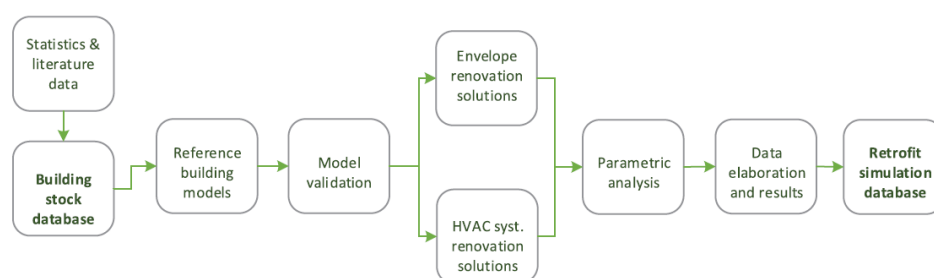 Statistics &
literature
data
Building
stock
database
Reference
building
models
Model
validation
Envelope
renovation
solutions
HVAC syst.
renovation
solutions
Parametric
analysis
Data
elaboration
and results
Retrofit
simulation
database